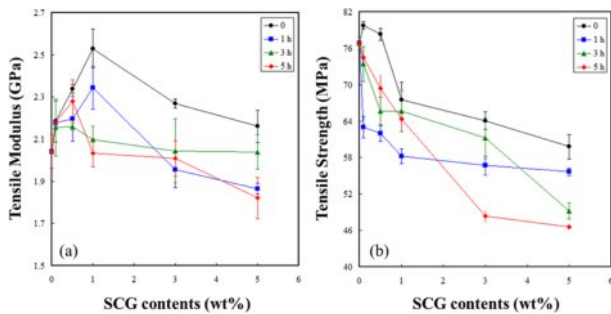 2.7
2.5
2.3
2.1
1.9
1.7
1.5
0
1
2
3
4
5
6
Tensile Modulus (GPa)
SCG contents (wt%)
(a)
0
1 h
3 h
5 h
82
76
70
64
58
52
46
40
0
1
2
3
4
5
6
Tensile Strength (MPa)
SCG contents (wt%)
(b)
0
1 h
3 h
5 h